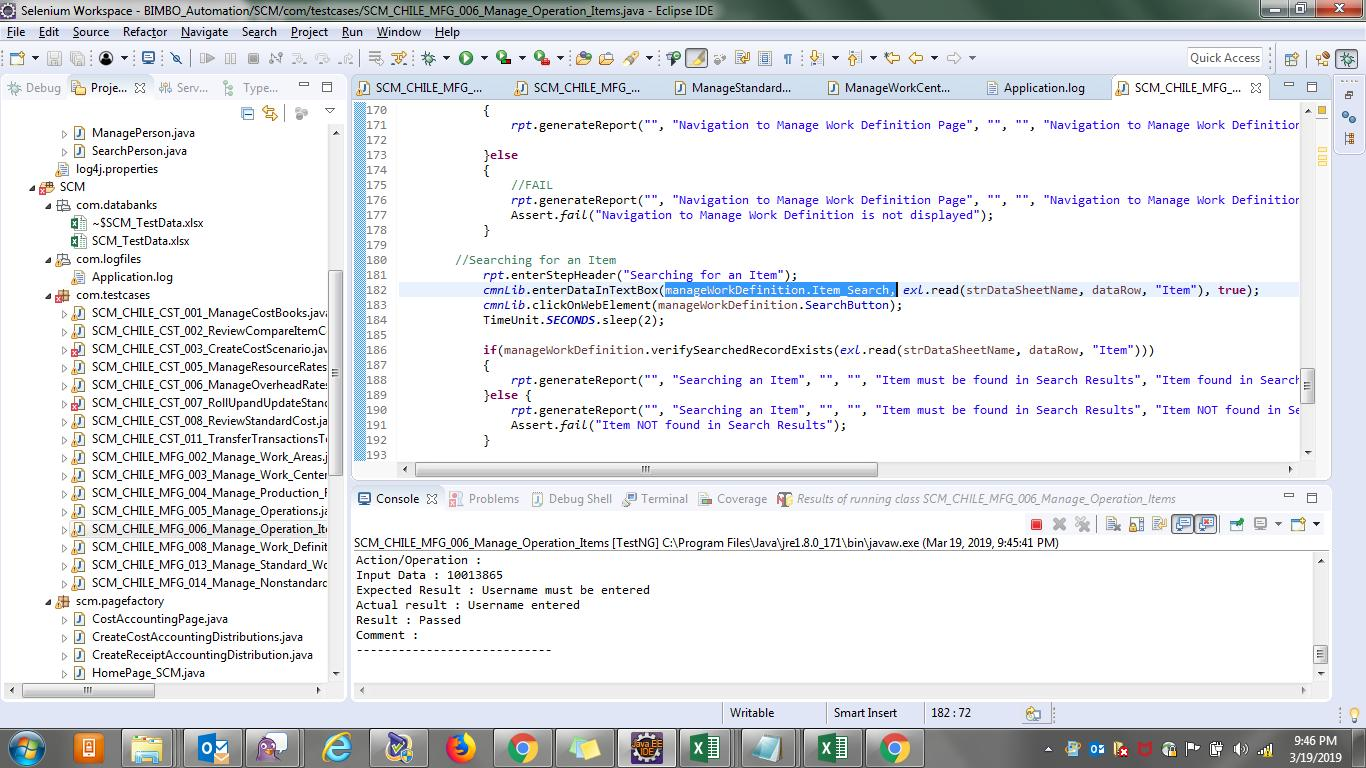 Selenium Workspace - BIMBO_Automation/SCM/com/testcases/SCM_CHILE_MFG_006_Manage_Operation_Items.java - Eclipse IDE
File Edit Source Refactor Navigate Search Project Run Window Help
Quick Access
Debug Proje... Serv... Type...
ManagePerson.java
SearchPerson.java
log4j.properties
SCM
com.databanks
~$SCM_TestData.xlsx
SCM_TestData.xlsx
com.logfiles
Application.log
com.testcases
SCM_CHILE_CST_001_ManageCostBooks.java
SCM_CHILE_CST_002_ReviewCompareItemC
SCM_CHILE_CST_003_CreateCostScenario.jav
SCM_CHILE_CST_005_ManageResourceRates
SCM_CHILE_CST_006_ManageOverheadRates
SCM_CHILE_CST_007_RollUpandUpdateStand
SCM_CHILE_CST_008_ReviewStandardCost.ja
SCM_CHILE_CST_011_TransferTransactionsTo
SCM_CHILE_MFG_002_Manage_Work_Areas.j
SCM_CHILE_MFG_003_Manage_Work_Center
SCM_CHILE_MFG_004_Manage_Production_R
SCM_CHILE_MFG_005_Manage_Operations.ja
SCM_CHILE_MFG_006_Manage_Operation_Ite
SCM_CHILE_MFG_008_Manage_Work_Definit
SCM_CHILE_MFG_013_Manage_Standard_Wo
SCM_CHILE_MFG_014_Manage_Nonstandard
scm.pagefactory
CostAccountingPage.java
CreateCostAccountingDistributions.java
CreateReceiptAccountingDistribution.java
HomePage_SCM.java
SCM_CHILE_MFG_... SCM_CHILE_MFG_... ManageStandard... ManageWorkCent... Application.log SCM_CHILE_MFG_...
170 {
171 rpt.generateReport("", "Navigation to Manage Work Definition Page", "", "", "Navigation to Manage Work Definition
172
173 }else
174 {
175 //FAIL
176 rpt.generateReport("", "Navigation to Manage Work Definition Page", "", "", "Navigation to Manage Work Definition
177 Assert.fail("Navigation to Manage Work Definition is not displayed");
178 }
179
180 //Searching for an Item
181 rpt.enterStepHeader("Searching for an Item");
182 cmnLib.enterDataInTextBox(manageWorkDefinition.Item_Search, exl.read(strDataSheetName, dataRow, "Item"), true);
183 cmnLib.clickOnWebElement(manageWorkDefinition.SearchButton);
184 TimeUnit.SECONDS.sleep(2);
185
186 if(manageWorkDefinition.verifySearchedRecordExists(exl.read(strDataSheetName, dataRow, "Item")))
187 {
188 rpt.generateReport("", "Searching an Item", "", "", "Item must be found in Search Results", "Item found in Search
189 }else {
190 rpt.generateReport("", "Searching an Item", "", "", "Item must be found in Search Results", "Item NOT found in Se
191 Assert.fail("Item NOT found in Search Results");
192 }
193
Console Problems Debug Shell Terminal Coverage Results of running class SCM_CHILE_MFG_006_Manage_Operation_Items
SCM_CHILE_MFG_006_Manage_Operation_Items [TestNG] C:\Program Files\Java\jre1.8.0_171\bin\javaw.exe (Mar 19, 2019, 9:45:41 PM)
Action/Operation :
Input Data : 10013865
Expected Result : Username must be entered
Actual result : Username entered
Result : Passed
Comment :
----------------------------
Writable Smart Insert 182 : 72
Java EE
IDE
9:46 PM
3/19/2019